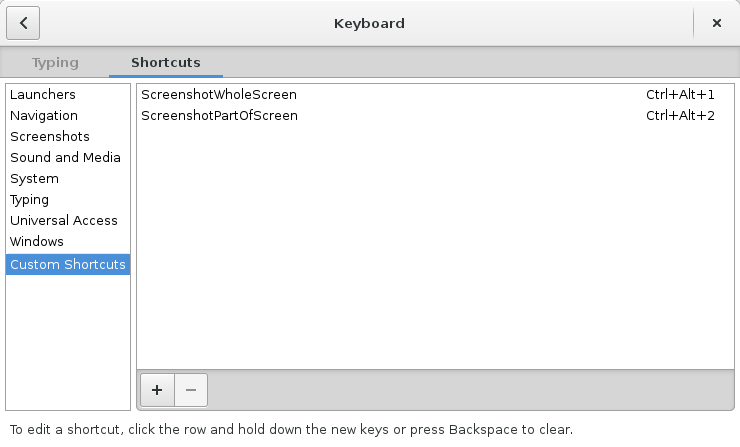 Keyboard
Typing Shortcuts
Launchers
Navigation
Screenshots
Sound and Media
System
Typing
Universal Access
Windows
Custom Shortcuts
ScreenshotWholeScreen Ctrl+Alt+1
ScreenshotPartOfScreen Ctrl+Alt+2
To edit a shortcut, click the row and hold down the new keys or press Backspace to clear.